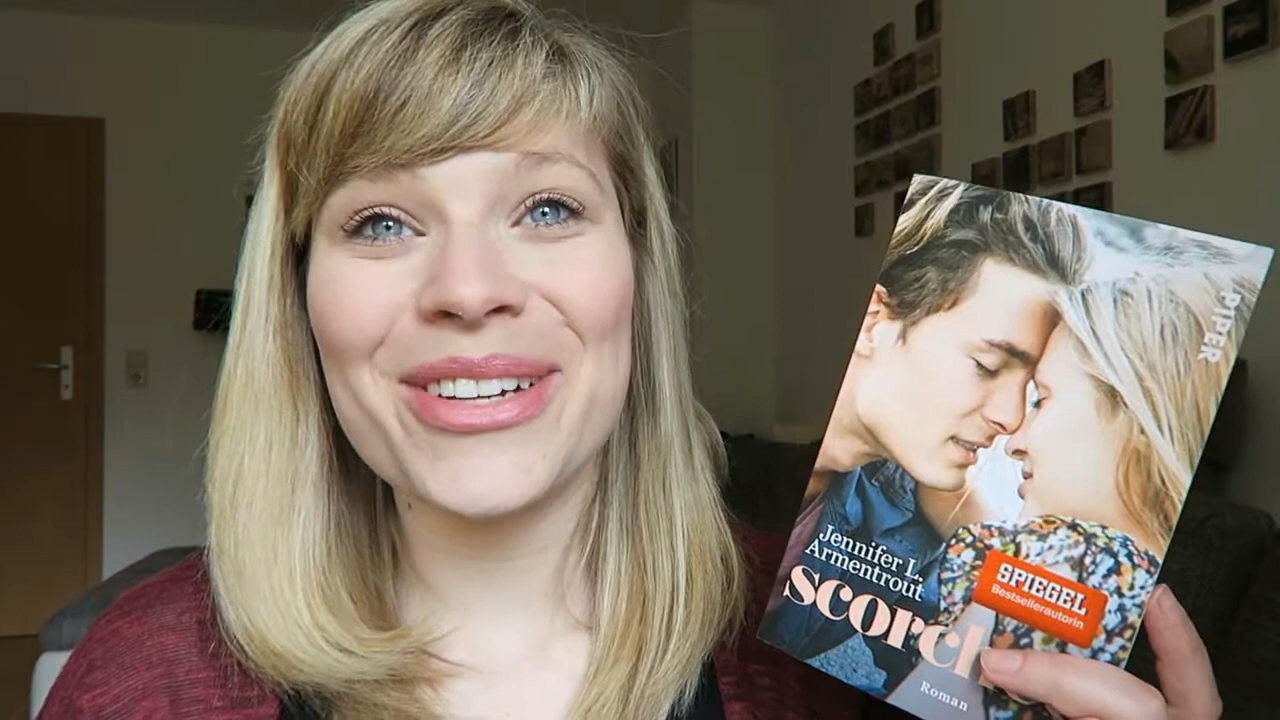 PIPER
Jennifer L.
Armentrout
scorch
SPIEGEL
Bestsellerautorin
Roman